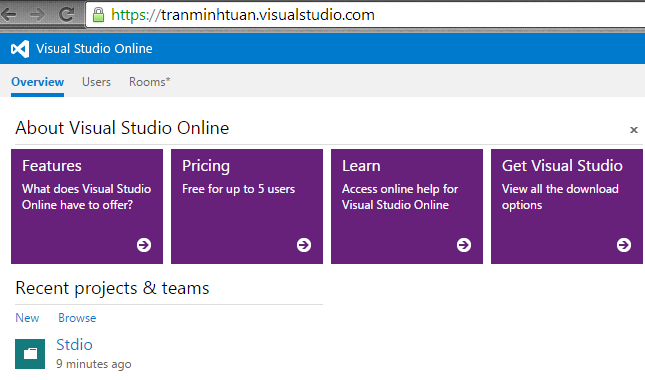 https://tranminhtuan.visualstudio.com
Visual Studio Online
Overview Users Rooms*
About Visual Studio Online
Features
What does Visual Studio
Online have to offer?
Pricing
Free for up to 5 users
Learn
Access online help for
Visual Studio Online
Get Visual Studio
View all the download
options
Recent projects & teams
New Browse
Stdio
9 minutes ago